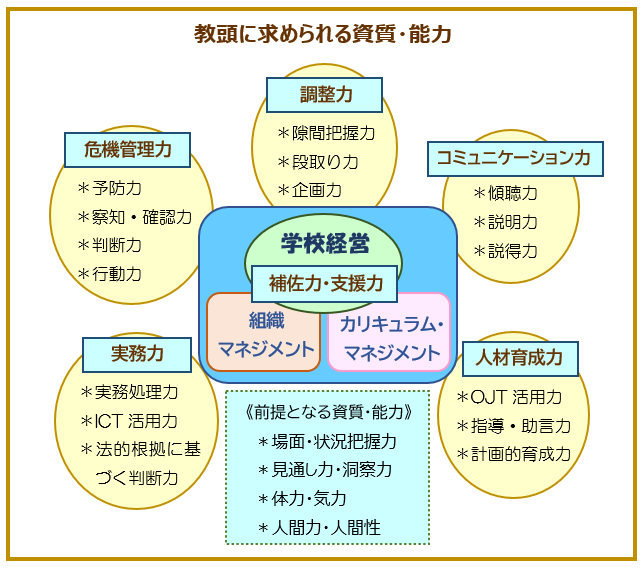 教頭に求められる資質・能力
調整力
＊隙間把握力
＊段取り力
＊企画力
危機管理力
＊予防力
＊察知・確認力
＊判断力
＊行動力
コミュニケーション力
＊傾聴力
＊説明力
＊説得力
学校経営
補佐力・支援力
組織
マネジメント
カリキュラム・
マネジメント
実務力
＊実務処理力
＊ICT 活用力
＊法的根拠に基
づく判断力
人材育成力
＊OJT 活用力
＊指導・助言力
＊計画的育成力
《前提となる資質・能力》
＊場面・状況把握力
＊見通し力・洞察力
＊体力・気力
＊人間力・人間性